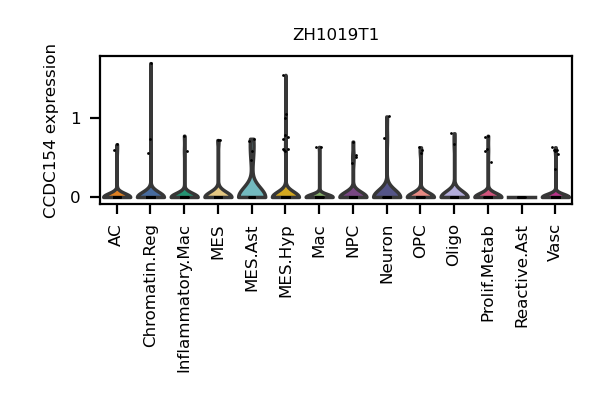 ZH1019T1
CCDC154 expression
1
0
AC
Chromatin.Reg
Inflammatory.Mac
MES
MES.Ast
MES.Hyp
Mac
NPC
Neuron
OPC
Oligo
Prolif.Metab
Reactive.Ast
Vasc